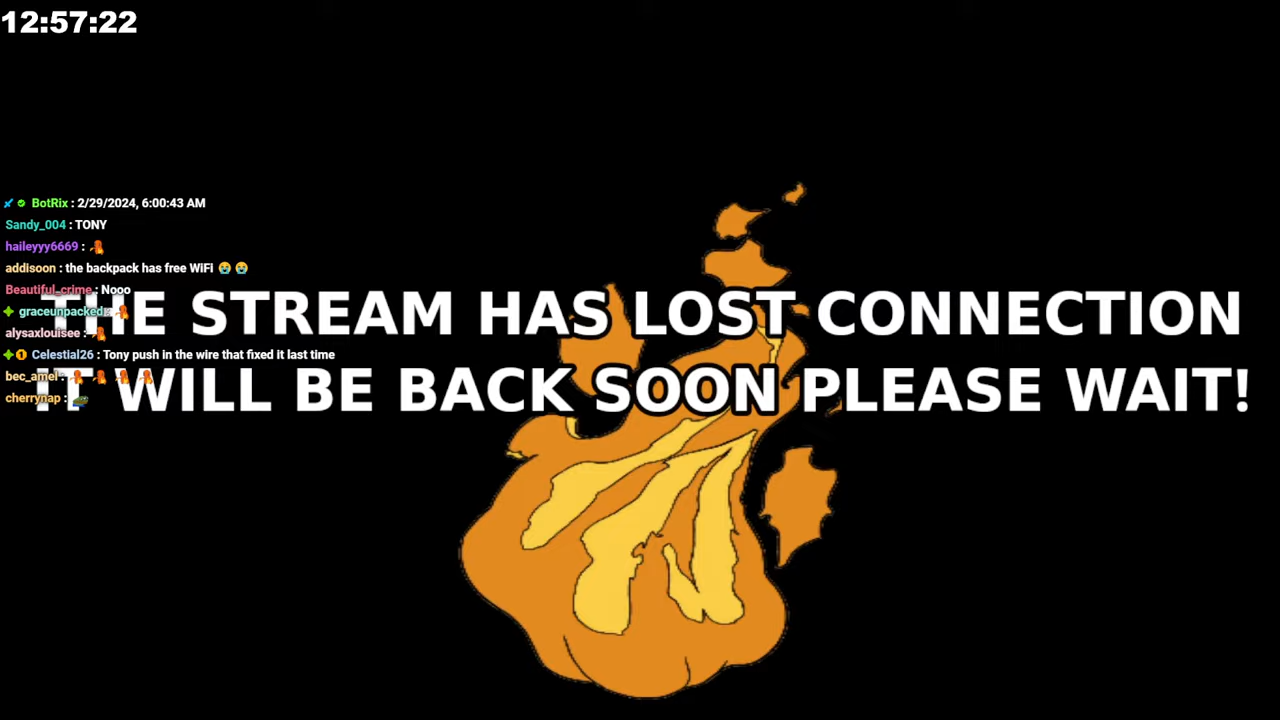 12:57:22
BotRix : 2/29/2024, 6:00:43 AM
Sandy_004 : TONY
haileyyy6669 :
addisoon : the backpack has free WiFi 😭 😭
Beautiful_crime : Nooo
graceunpacked :
THE STREAM HAS LOST CONNECTION
alysaxlouisee :
Celestial26 : Tony push in the wire that fixed it last time
bec_amel :
IT WILL BE BACK SOON PLEASE WAIT!
cherrynap :